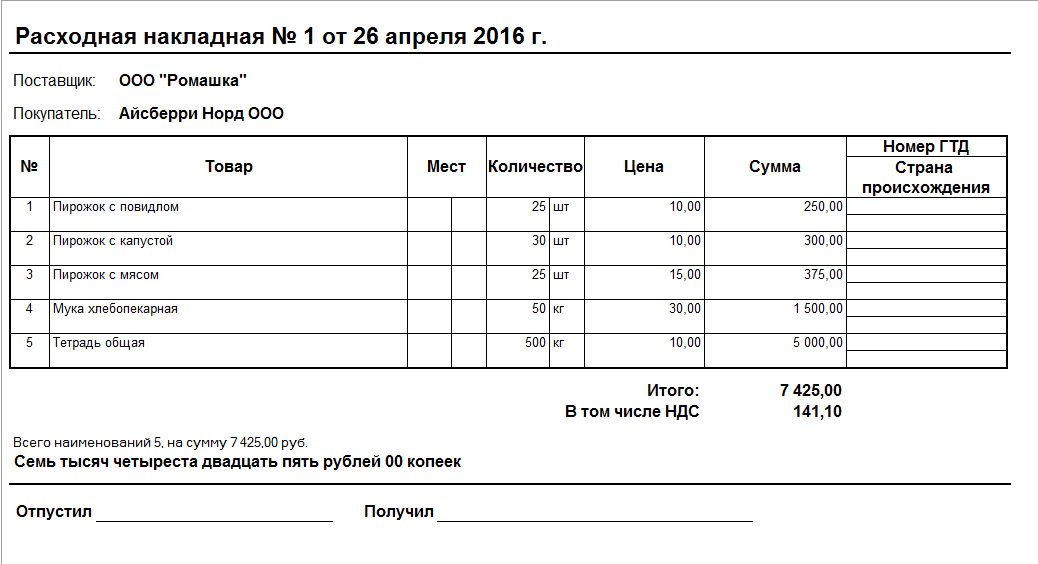 Расходная накладная № 1 от 26 апреля 2016 г.
Поставщик: ООО "Ромашка"
Покупатель: Айсберри Норд ООО
№ Товар Мест Количество Цена Сумма Номер ГТД
Страна
происхождения
1 Пирожок с повидлом 25 шт 10,00 250,00
2 Пирожок с капустой 30 шт 10,00 300,00
3 Пирожок с мясом 25 шт 15,00 375,00
4 Мука хлебопекарная 50 кг 30,00 1 500,00
5 Тетрадь общая 500 кг 10,00 5 000,00
Итого: 7 425,00
В том числе НДС 141,10
Всего наименований 5, на сумму 7 425,00 руб.
Семь тысяч четыреста двадцать пять рублей 00 копеек
Отпустил Получил